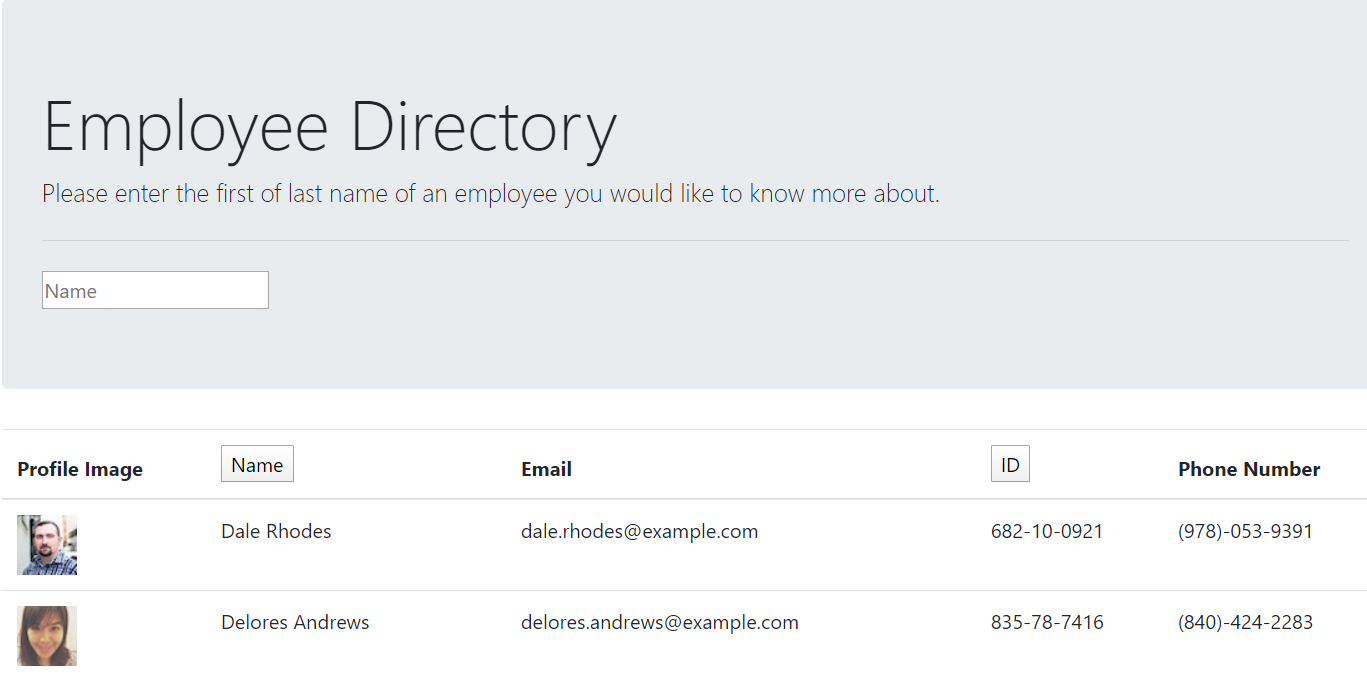 Employee Directory
Please enter the first of last name of an employee you would like to know more about.
Name
Profile Image Name Email ID Phone Number
Dale Rhodes dale.rhodes@example.com 682-10-0921 (978)-053-9391
Delores Andrews delores.andrews@example.com 835-78-7416 (840)-424-2283